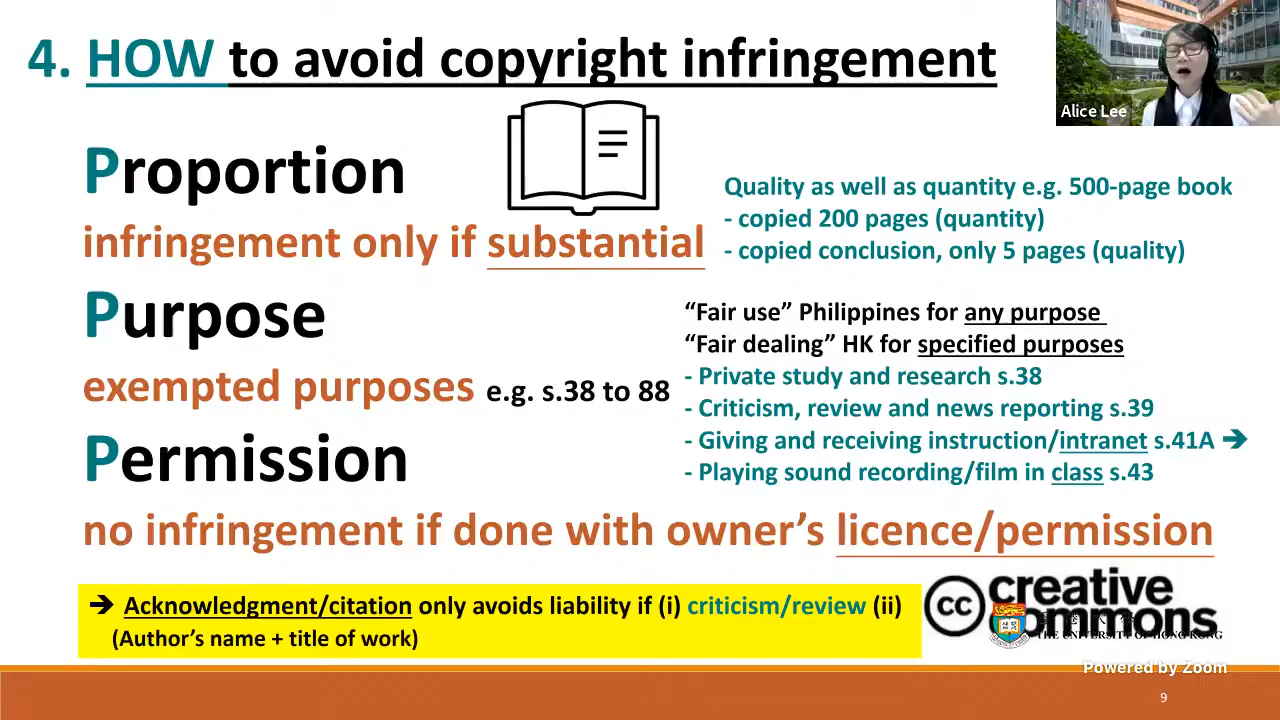 4. HOW to avoid copyright infringement
Alice Lee
Proportion
infringement only if substantial
Quality as well as quantity e.g. 500-page book
- copied 200 pages (quantity)
- copied conclusion, only 5 pages (quality)
Purpose
exempted purposes e.g. s.38 to 88
“Fair use” Philippines for any purpose
“Fair dealing” HK for specified purposes
- Private study and research s.38
- Criticism, review and news reporting s.39
- Giving and receiving instruction/intranet s.41A ➔
- Playing sound recording/film in class s.43
Permission
no infringement if done with owner’s licence/permission
➔ Acknowledgment/citation only avoids liability if (i) criticism/review (ii)
(Author’s name + title of work)
cc creative
commons
THE UNIVERSITY OF HONG KONG
Powered by Zoom
9